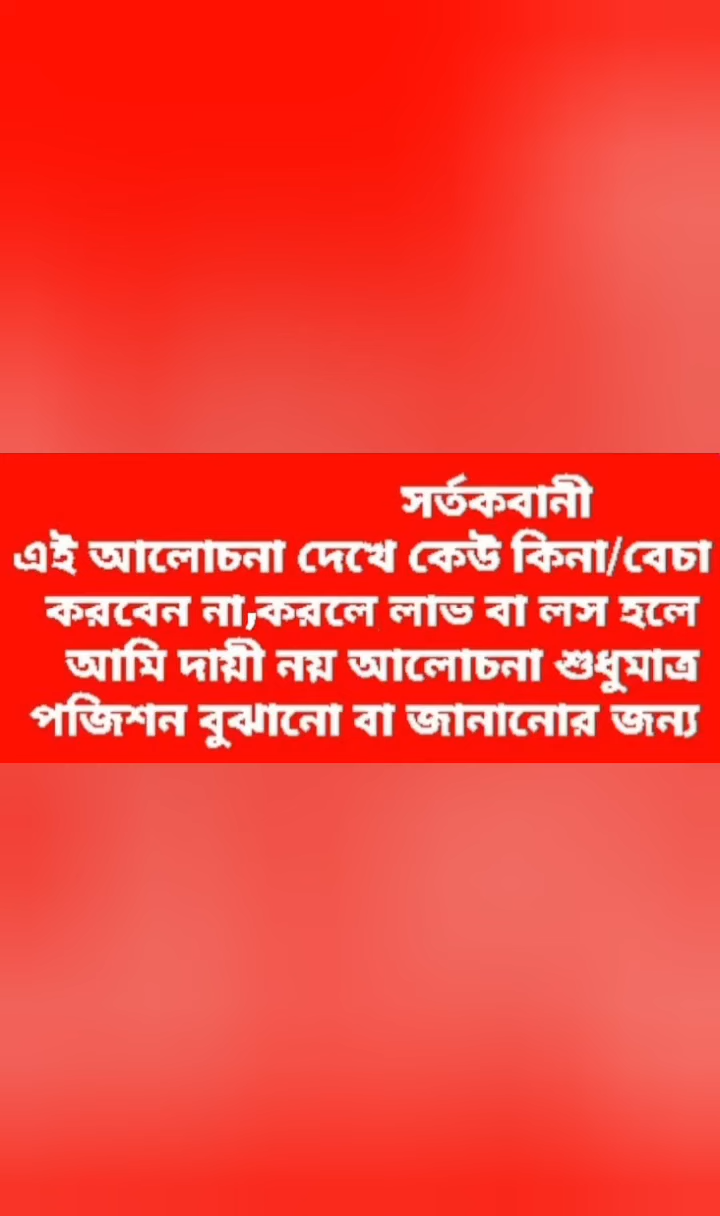 সর্তকবানী
এই আলোচনা দেখে কেউ কিনা/বেচা
করবেন না,করলে লাভ বা লস হলে
আমি দায়ী নয় আলোচনা শুধুমাত্র
পজিশন বুঝানো বা জানানোর জন্য